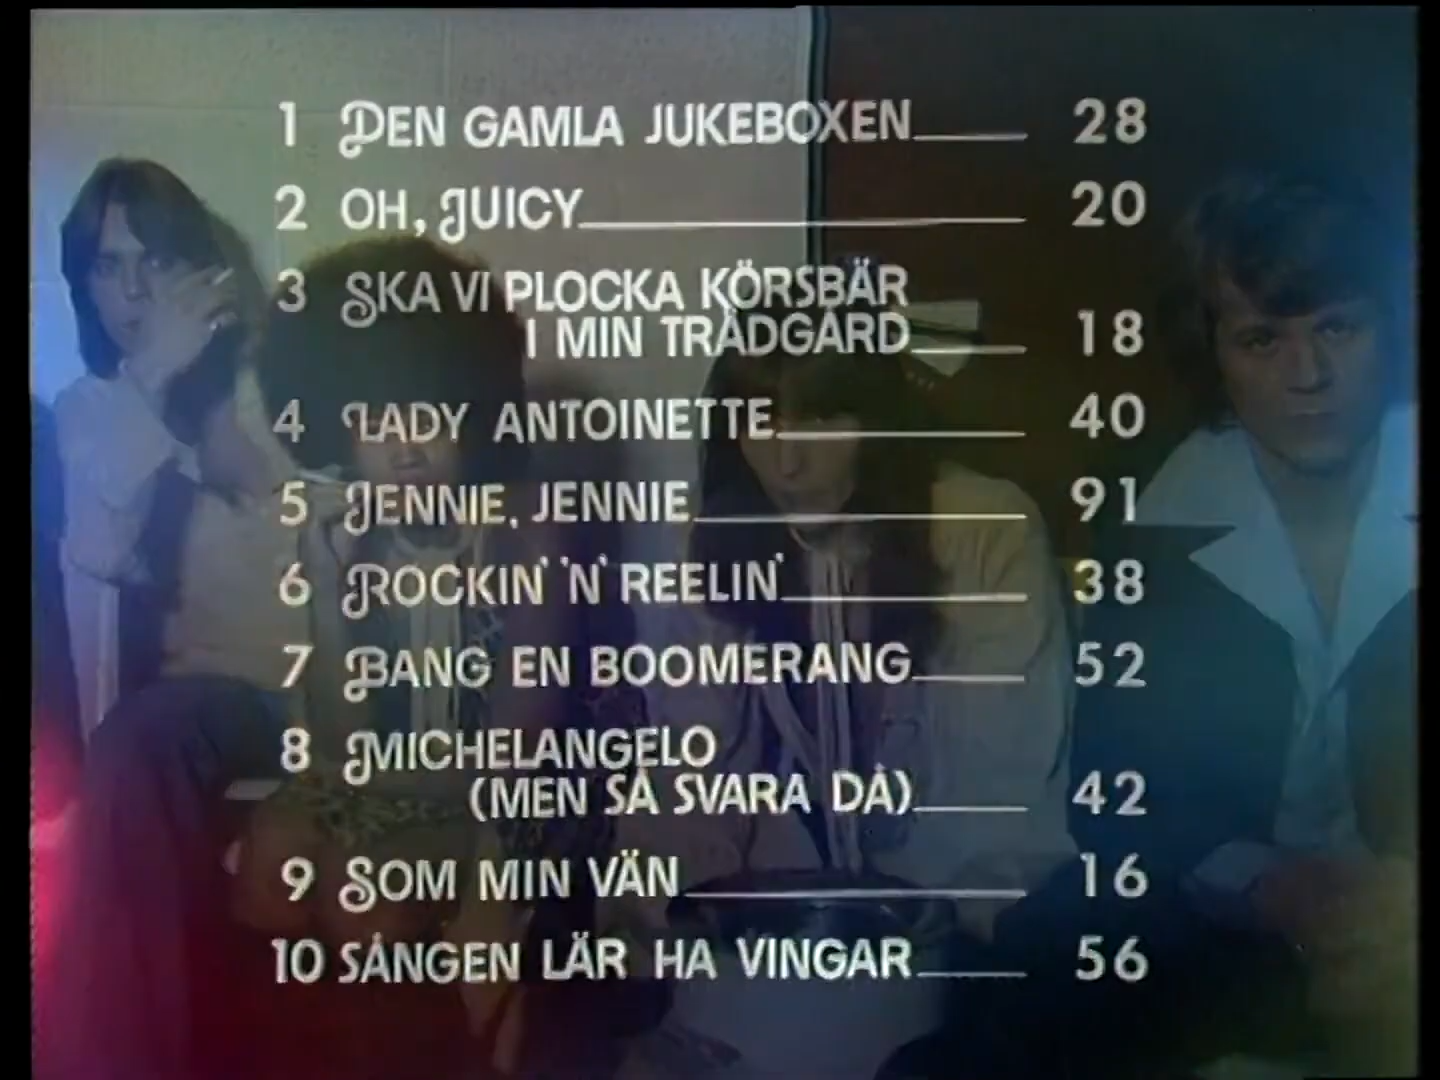 1 DEN GAMLA JUKEBOXEN 28
2 OH, JUICY 20
3 SKA VI PLOCKA KÖRSBÄR
I MIN TRÄDGÅRD 18
4 LADY ANTOINETTE 40
5 JENNIE, JENNIE 91
6 ROCKIN' 'N' REELIN' 38
7 BANG EN BOOMERANG 52
8 MICHELANGELO
(MEN SÅ SVARA DÅ) 42
9 SOM MIN VÄN 16
10 SÅNGEN LÄR HA VINGAR 56